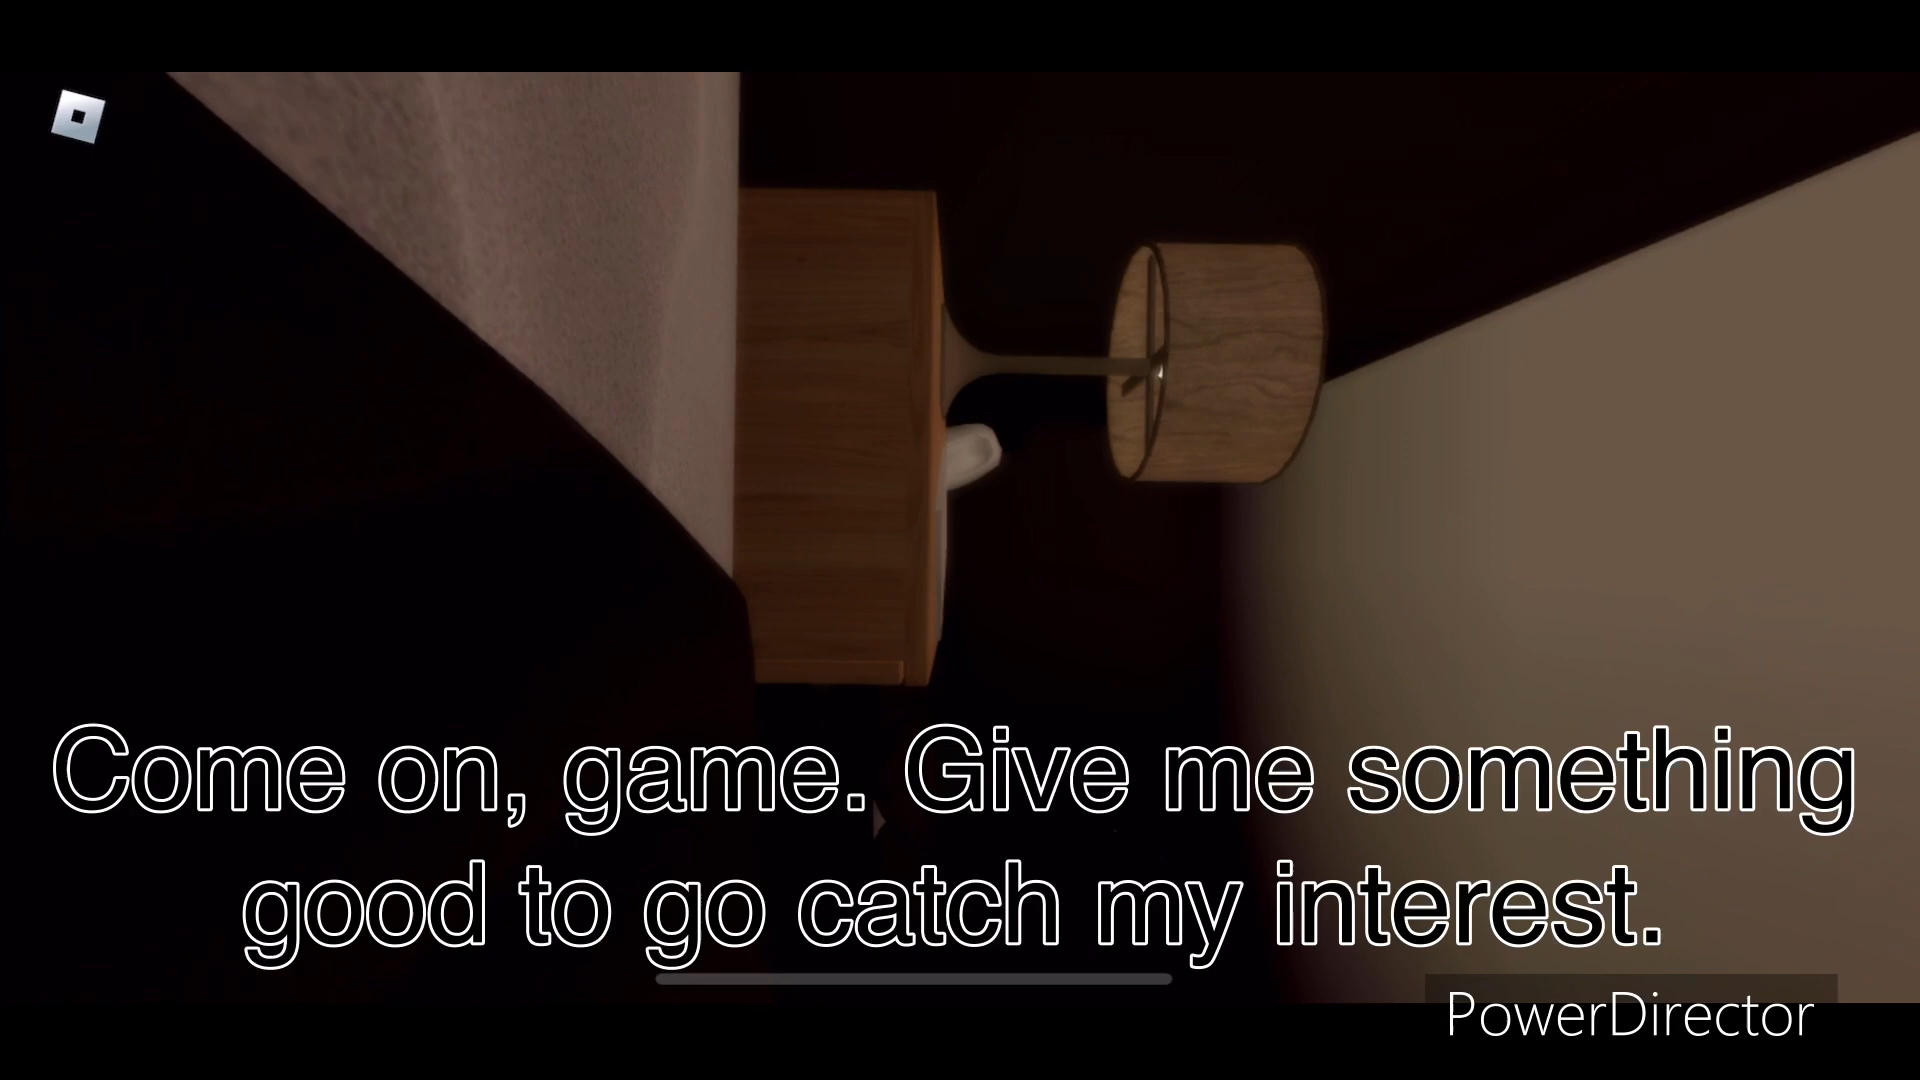 Come on, game. Give me something
good to go catch my interest.
PowerDirector